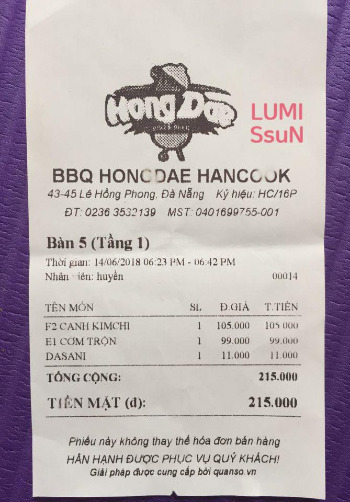 Hong Dae
LUMI
SsuN
BBQ HONGDAE HANCOOK
43-45 Lê Hồng Phong, Đà Nẵng Ký hiệu: HC/16P
ĐT: 0236 3532139 MST: 0401699755-001
Bàn 5 (Tầng 1)
Thời gian: 14/06/2018 06:23 PM - 06:42 PM
Nhân viên: huyền 00014
TÊN MÓN SL Đ.GIÁ T.TIỀN
F2 CANH KIMCHI 1 105.000 105.000
E1 CƠM TRỘN 1 99.000 99.000
DASANI 1 11.000 11.000
TỔNG CỘNG: 215.000
TIỀN MẶT (đ): 215.000
Phiếu này không thay thế hóa đơn bán hàng
HÂN HẠNH ĐƯỢC PHỤC VỤ QUÝ KHÁCH!
Giải pháp được cung cấp bởi quanso.vn